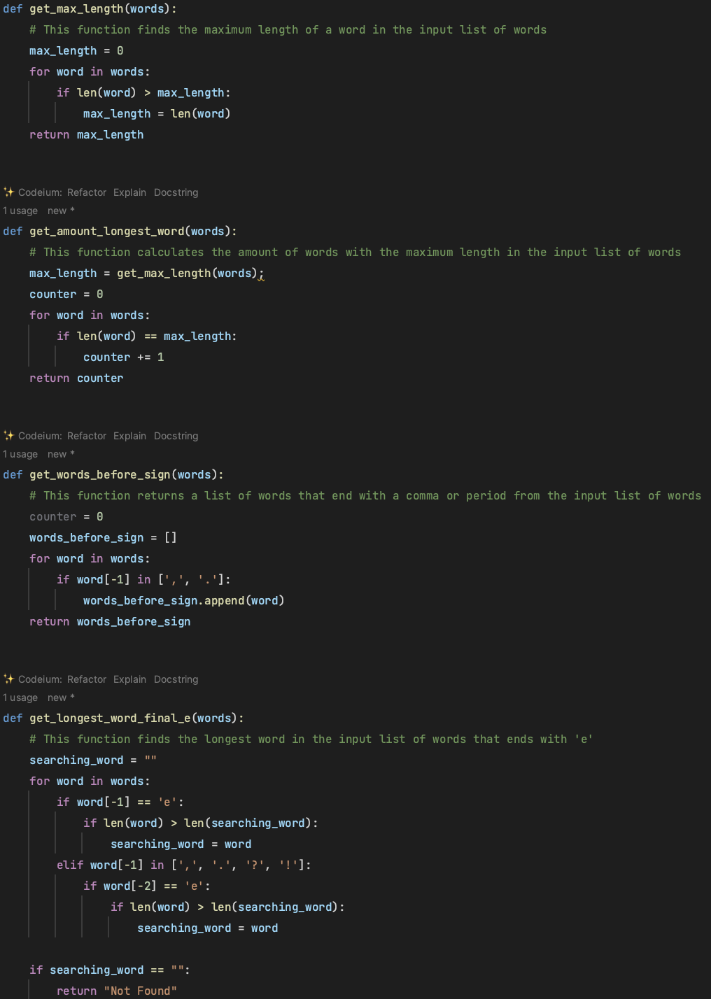 def get_max_length(words):
    # This function finds the maximum length of a word in the input list of words
    max_length = 0
    for word in words:
        if len(word) > max_length:
            max_length = len(word)
    return max_length
✨ Codeium: Refactor Explain Docstring
1 usage new *
def get_amount_longest_word(words):
    # This function calculates the amount of words with the maximum length in the input list of words
    max_length = get_max_length(words);
    counter = 0
    for word in words:
        if len(word) == max_length:
            counter += 1
    return counter
✨ Codeium: Refactor Explain Docstring
1 usage new *
def get_words_before_sign(words):
    # This function returns a list of words that end with a comma or period from the input list of words
    counter = 0
    words_before_sign = []
    for word in words:
        if word[-1] in [',', '.']:
            words_before_sign.append(word)
    return words_before_sign
✨ Codeium: Refactor Explain Docstring
1 usage new *
def get_longest_word_final_e(words):
    # This function finds the longest word in the input list of words that ends with 'e'
    searching_word = ""
    for word in words:
        if word[-1] == 'e':
            if len(word) > len(searching_word):
                searching_word = word
        elif word[-1] in [',', '.', '?', '!']:
            if word[-2] == 'e':
                if len(word) > len(searching_word):
                    searching_word = word
    if searching_word == "":
        return "Not Found"